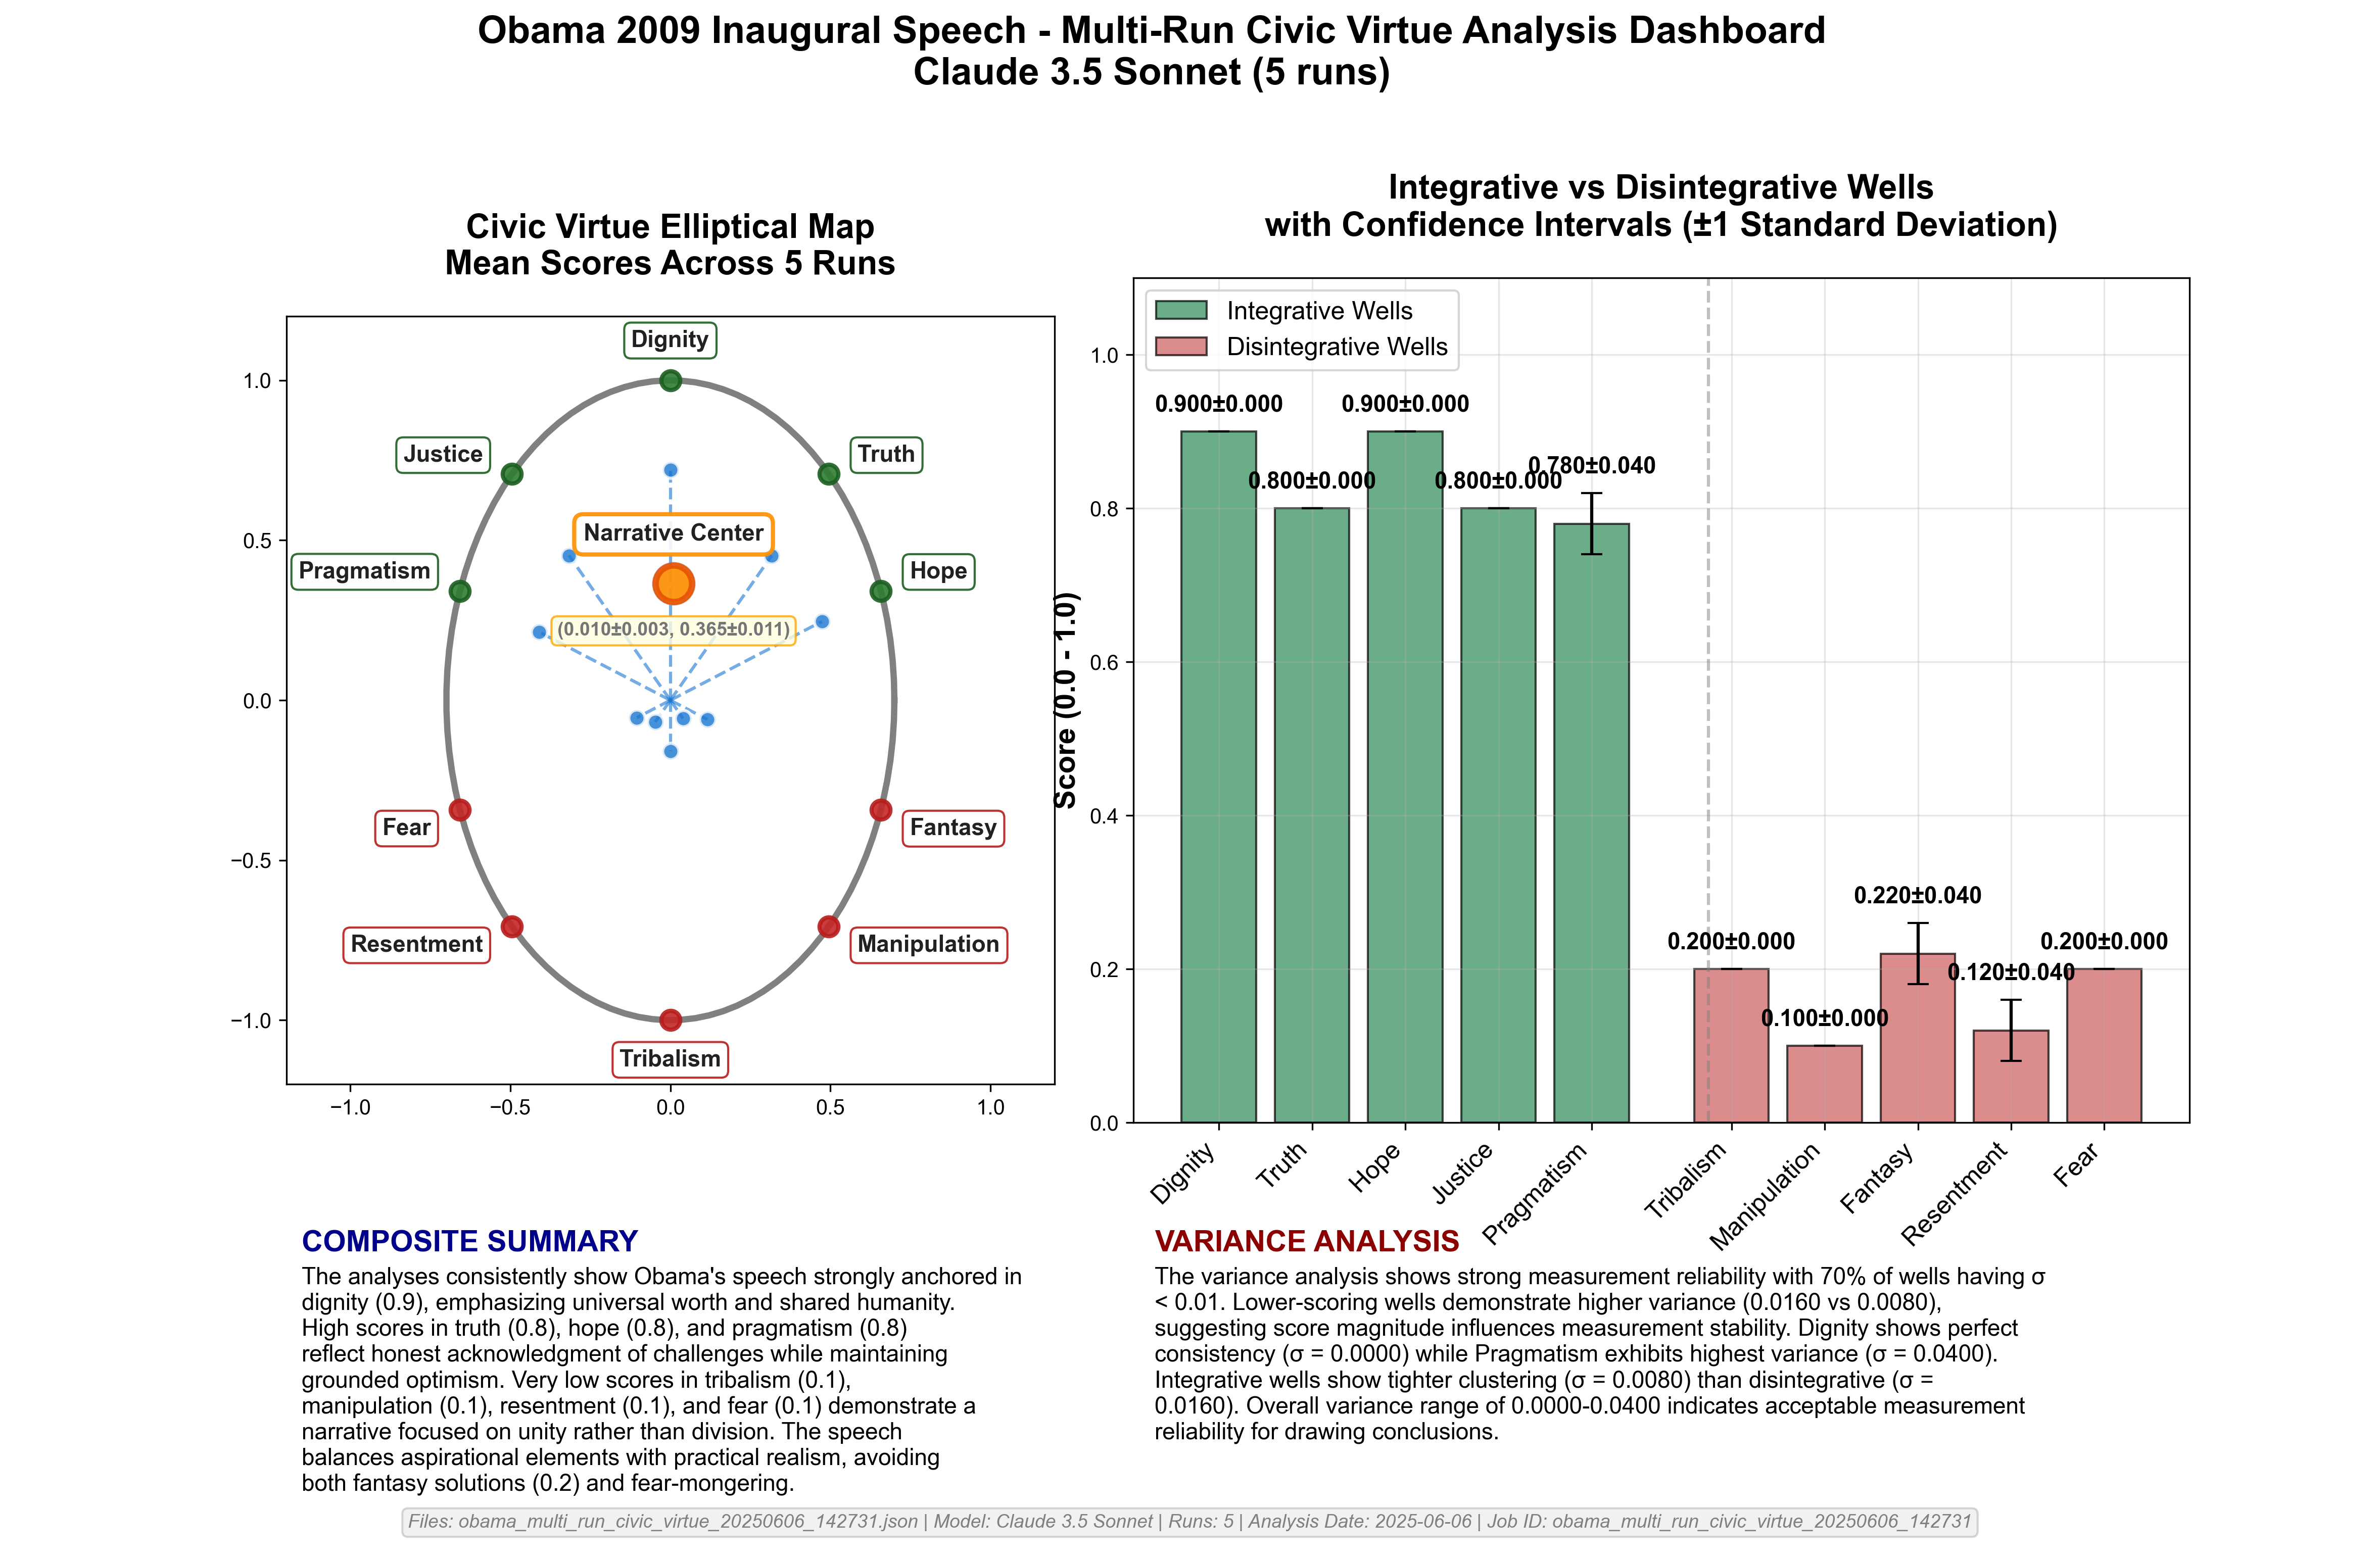 Obama 2009 Inaugural Speech - Multi-Run Civic Virtue Analysis Dashboard
Claude 3.5 Sonnet (5 runs)
Civic Virtue Elliptical Map
Mean Scores Across 5 Runs
Dignity
Justice
Truth
Narrative Center
Pragmatism
Hope
(0.010±0.003, 0.365±0.011)
Fear
Fantasy
Resentment
Manipulation
Tribalism
1.0
0.5
0.0
−0.5
−1.0
−1.0
−0.5
0.0
0.5
1.0
Integrative vs Disintegrative Wells
with Confidence Intervals (±1 Standard Deviation)
Integrative Wells
Disintegrative Wells
Score (0.0 - 1.0)
1.0
0.8
0.6
0.4
0.2
0.0
0.900±0.000
0.800±0.000
0.900±0.000
0.800±0.000
0.780±0.040
0.200±0.000
0.100±0.000
0.220±0.040
0.120±0.040
0.200±0.000
Dignity
Truth
Hope
Justice
Pragmatism
Tribalism
Manipulation
Fantasy
Resentment
Fear
COMPOSITE SUMMARY
The analyses consistently show Obama's speech strongly anchored in
dignity (0.9), emphasizing universal worth and shared humanity.
High scores in truth (0.8), hope (0.8), and pragmatism (0.8)
reflect honest acknowledgment of challenges while maintaining
grounded optimism. Very low scores in tribalism (0.1),
manipulation (0.1), resentment (0.1), and fear (0.1) demonstrate a
narrative focused on unity rather than division. The speech
balances aspirational elements with practical realism, avoiding
both fantasy solutions (0.2) and fear-mongering.
VARIANCE ANALYSIS
The variance analysis shows strong measurement reliability with 70% of wells having σ
< 0.01. Lower-scoring wells demonstrate higher variance (0.0160 vs 0.0080),
suggesting score magnitude influences measurement stability. Dignity shows perfect
consistency (σ = 0.0000) while Pragmatism exhibits highest variance (σ = 0.0400).
Integrative wells show tighter clustering (σ = 0.0080) than disintegrative (σ =
0.0160). Overall variance range of 0.0000-0.0400 indicates acceptable measurement
reliability for drawing conclusions.
Files: obama_multi_run_civic_virtue_20250606_142731.json | Model: Claude 3.5 Sonnet | Runs: 5 | Analysis Date: 2025-06-06 | Job ID: obama_multi_run_civic_virtue_20250606_142731